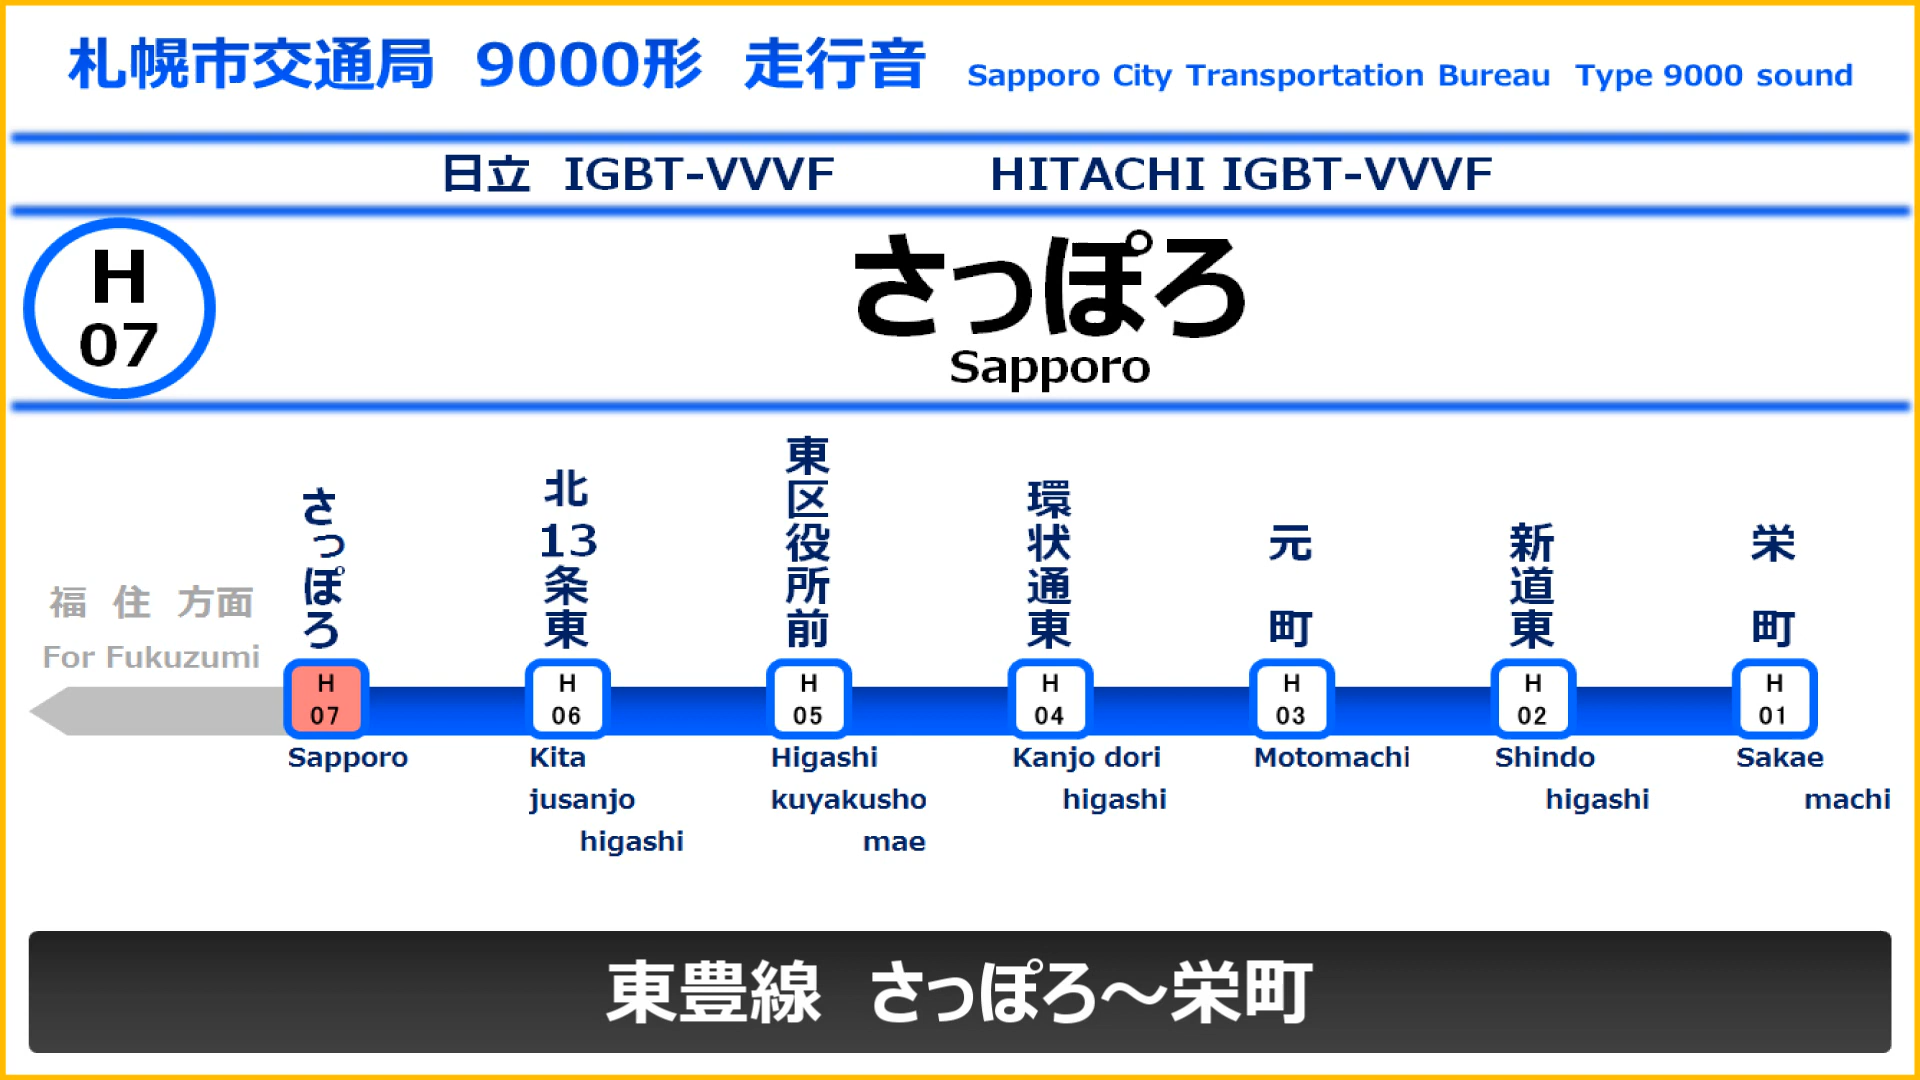 札幌市交通局 9000形 走行音 Sapporo City Transportation Bureau Type 9000 sound
日立 IGBT-VVVF HITACHI IGBT-VVVF
H
07
さっぽろ
Sapporo
福 住 方面
For Fukuzumi
さっぽろ
H
07
Sapporo
北13条東
H
06
Kita
jusanjo
higashi
東区役所前
H
05
Higashi
kuyakusho
mae
環状通東
H
04
Kanjo dori
higashi
元町
H
03
Motomachi
新道東
H
02
Shindo
higashi
栄町
H
01
Sakae
machi
東豊線 さっぽろ～栄町